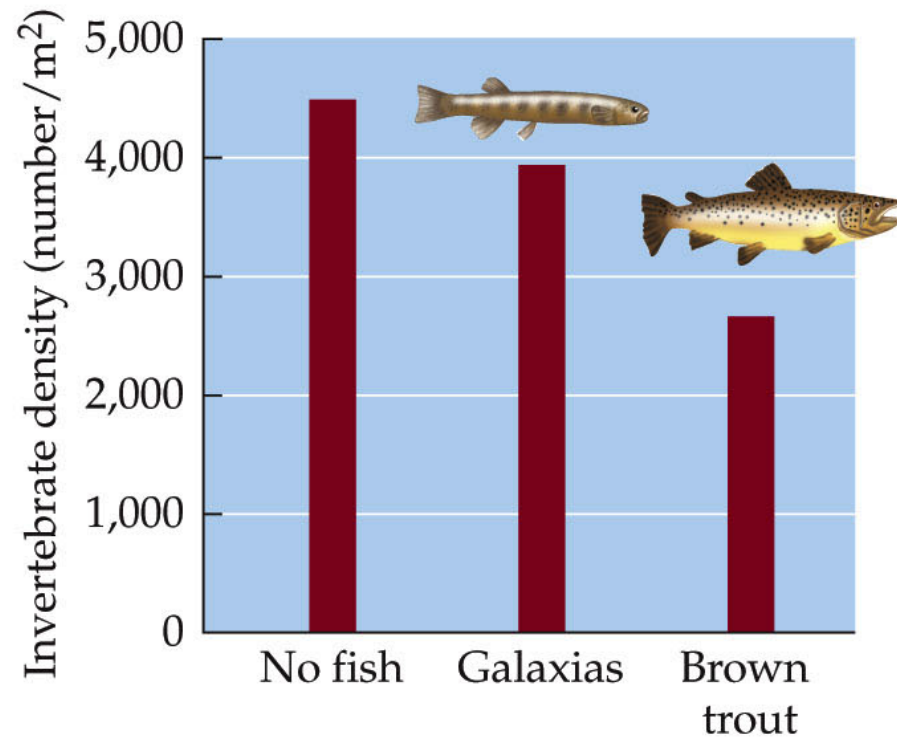 Invertebrate density (number/m²)
5,000
4,000
3,000
2,000
1,000
0
No fish
Galaxias
Brown
trout